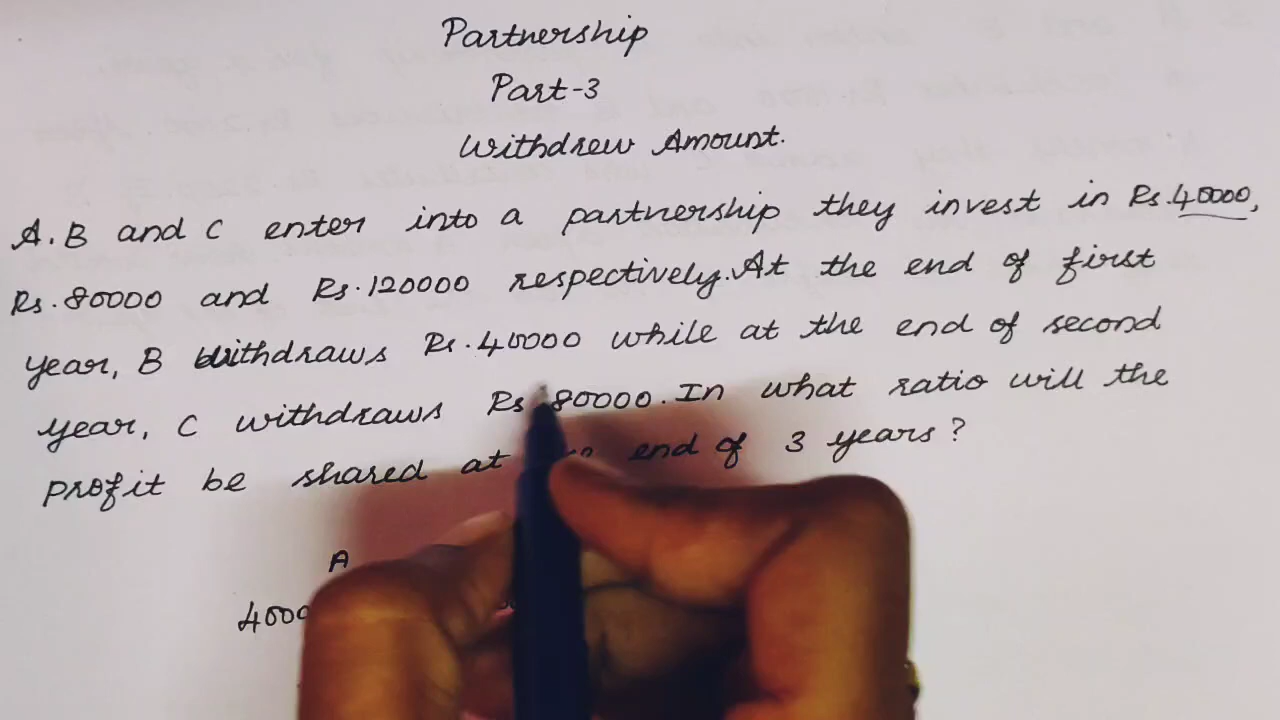 Partnership
Part-3
Withdrew Amount.
A. B and C enter into a partnership they invest in Rs.40000,
Rs.80000 and Rs.120000 respectively. At the end of first
year, B withdraws Rs.40000 while at the end of second
year, C withdraws Rs 80000. In what ratio will the
profit be shared at end of 3 years?
A
4000